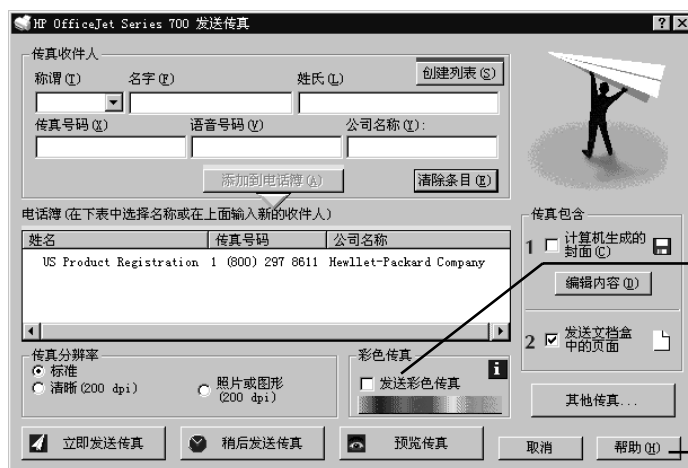 HP OfficeJet Series 700 发送传真
传真收件人
称谓(T)
名字(F)
姓氏(L)
创建列表(S)
传真号码(X)
语音号码(V)
公司名称(Y):
添加到电话簿(A)
清除条目(E)
电话簿(在下表中选择名称或在上面输入新的收件人)
姓名
传真号码
公司名称
US Product Registration
1 (800) 297 8611
Hewllet-Packard Company
传真包含
1
计算机生成的
封面(C)
编辑内容(D)
2
发送文档盒
中的页面
传真分辨率
标准
清晰(200 dpi)
照片或图形
(200 dpi)
彩色传真
发送彩色传真
其他传真...
立即发送传真
稍后发送传真
预览传真
取消
帮助(H)